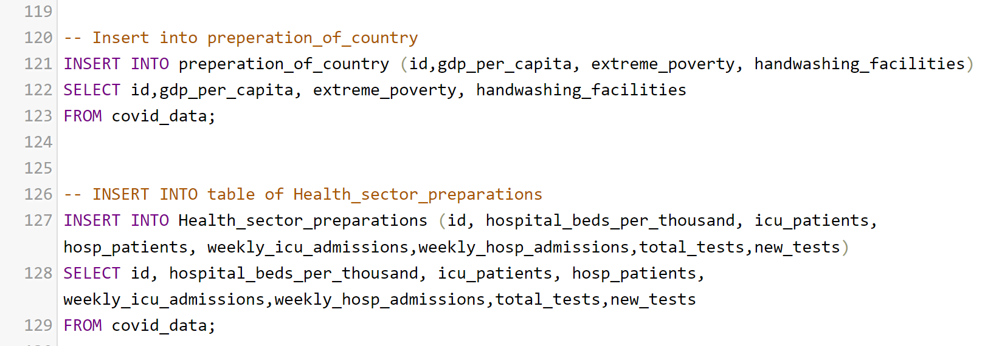 119
120 -- Insert into preperation_of_country
121 INSERT INTO preperation_of_country (id,gdp_per_capita, extreme_poverty, handwashing_facilities)
122 SELECT id,gdp_per_capita, extreme_poverty, handwashing_facilities
123 FROM covid_data;
124
125
126 -- INSERT INTO table of Health_sector_preparations
127 INSERT INTO Health_sector_preparations (id, hospital_beds_per_thousand, icu_patients,
hosp_patients, weekly_icu_admissions,weekly_hosp_admissions,total_tests,new_tests)
128 SELECT id, hospital_beds_per_thousand, icu_patients, hosp_patients,
weekly_icu_admissions,weekly_hosp_admissions,total_tests,new_tests
129 FROM covid_data;